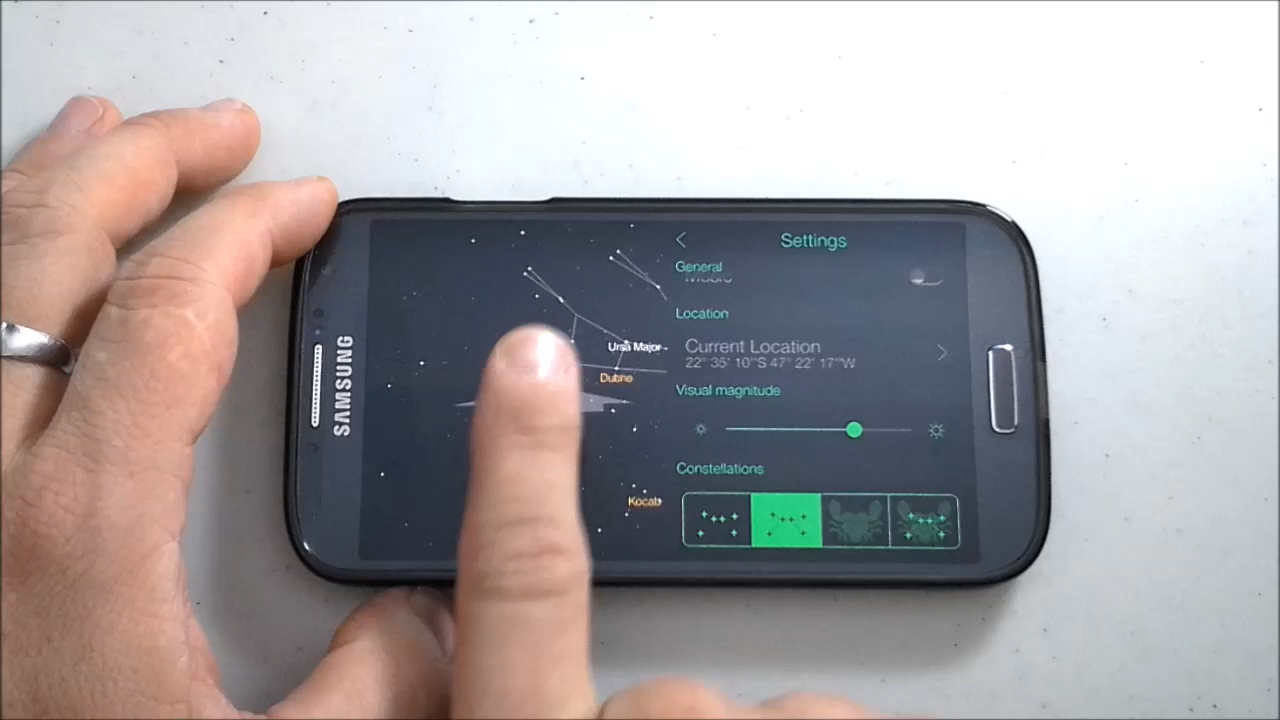 SAMSUNG
Settings
General
Music
Location
Current Location
22° 35' 10"S 47° 22' 17"W
Visual magnitude
Constellations
Ursa Major
Dubhe
Kocab